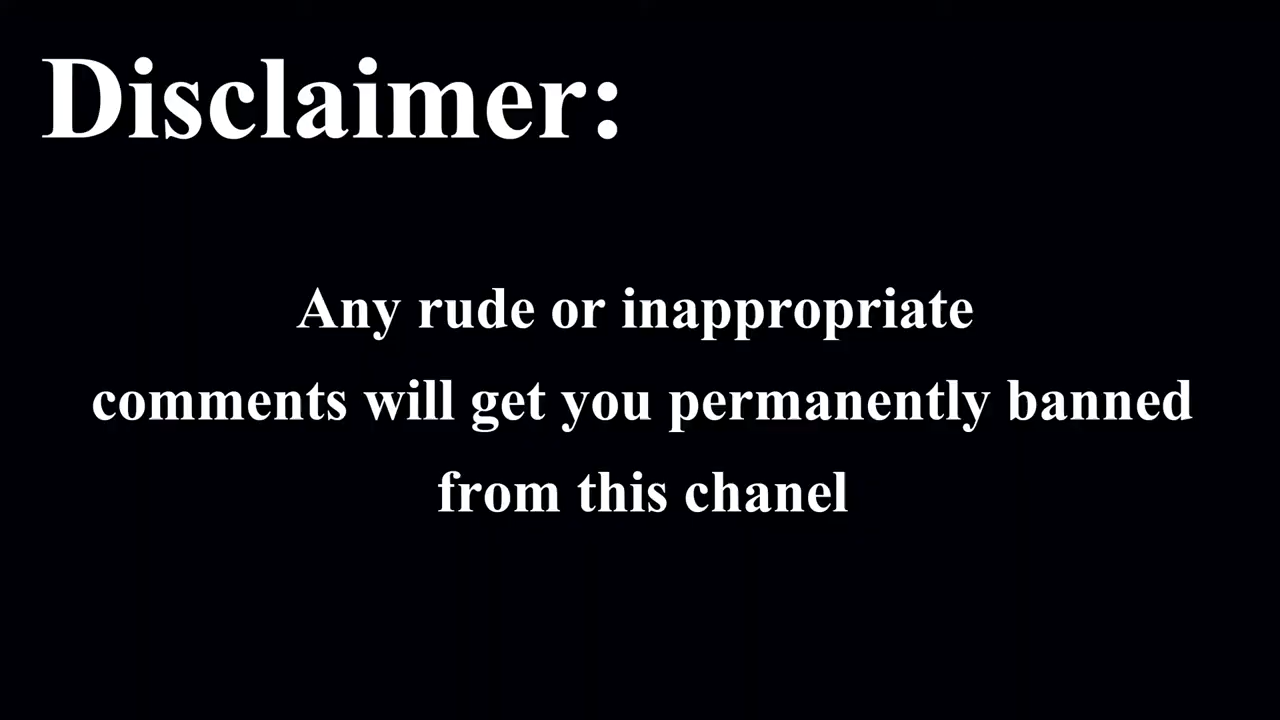 Disclaimer:
Any rude or inappropriate
comments will get you permanently banned
from this chanel